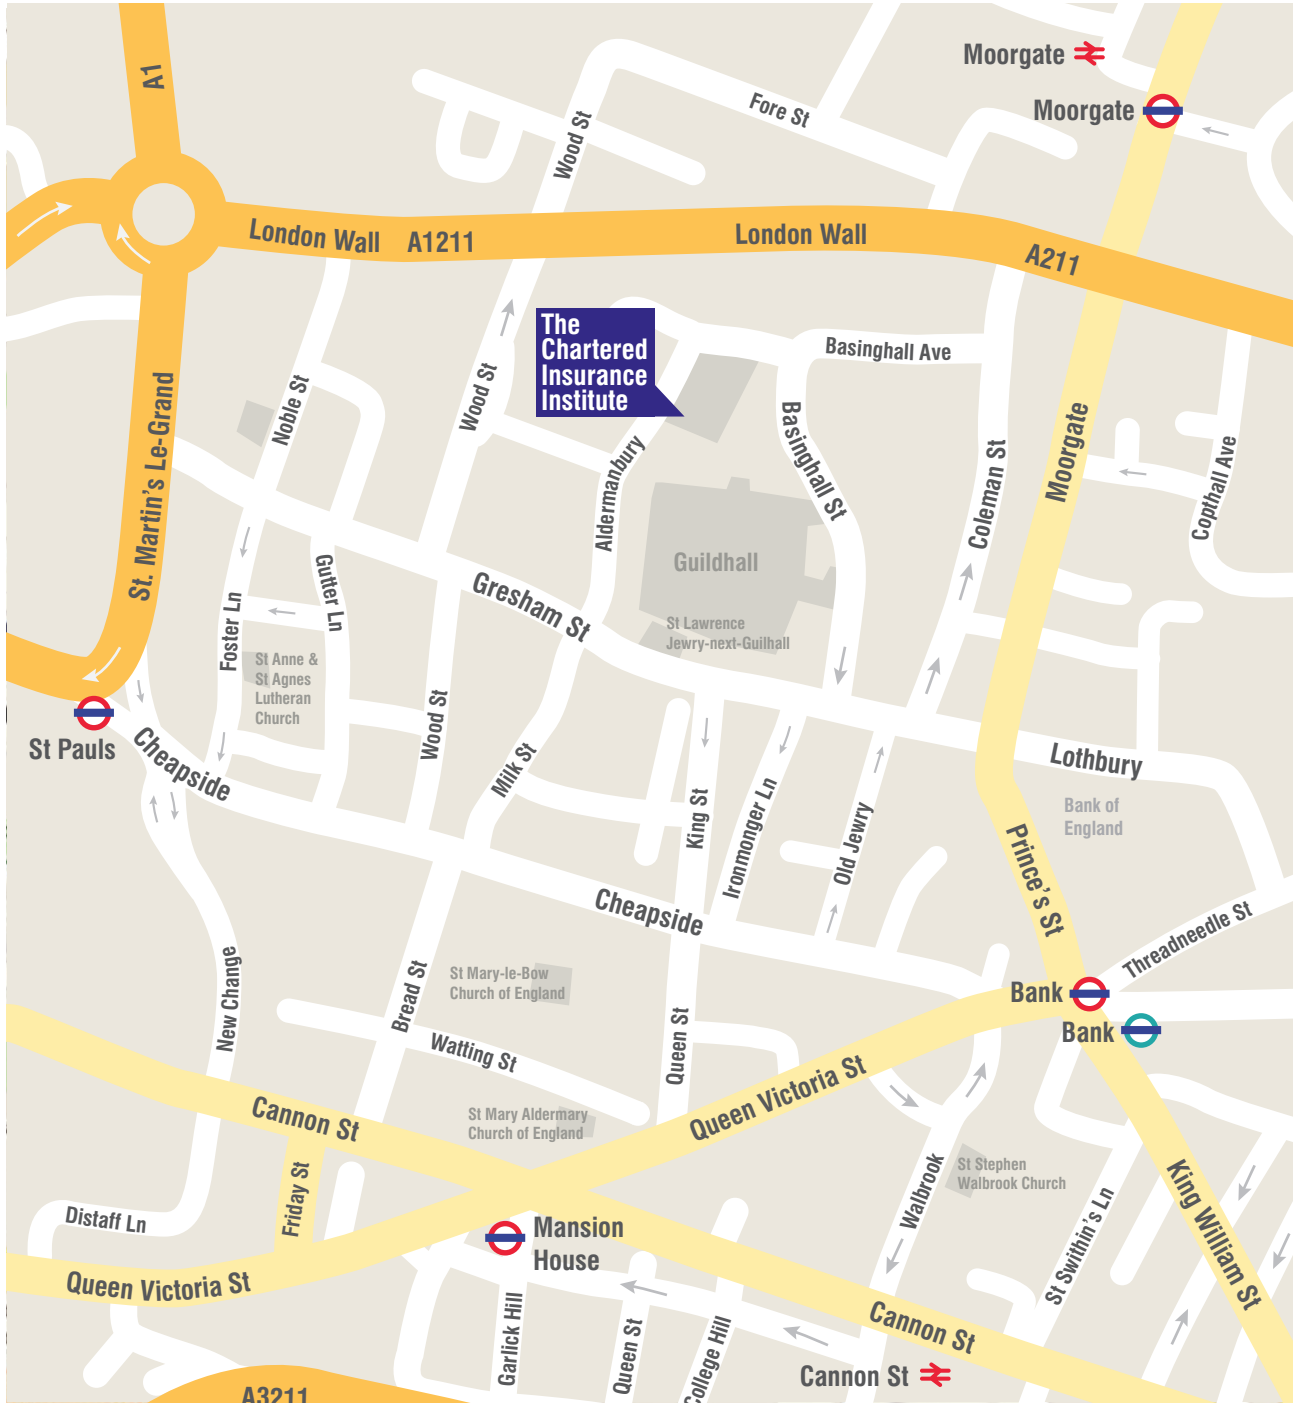 A1
Moorgate
Moorgate
Fore St
Wood St
London Wall
A1211
London Wall
A211
The
Chartered
Insurance
Institute
Basinghall Ave
Noble St
Wood St
St. Martin's Le-Grand
Aldermanbury
Basinghall St
Coleman St
Moorgate
Copthall Ave
Guildhall
Gutter Ln
Gresham St
Foster Ln
St Lawrence
Jewry-next-Guilhall
St Anne &
St Agnes
Lutheran
Church
Wood St
St Pauls
Cheapside
Milk St
King St
Ironmonger Ln
Old Jewry
Lothbury
Bank of
England
Prince's St
Cheapside
Threadneedle St
New Change
Bread St
St Mary-le-Bow
Church of England
Bank
Bank
Watting St
Queen St
Queen Victoria St
Cannon St
St Mary Aldermary
Church of England
St Stephen
Walbrook Church
Walbrook
St Swithin's Ln
King William St
Friday St
Distaff Ln
Mansion
House
Queen Victoria St
Garlick Hill
Queen St
College Hill
Cannon St
Cannon St
A3211